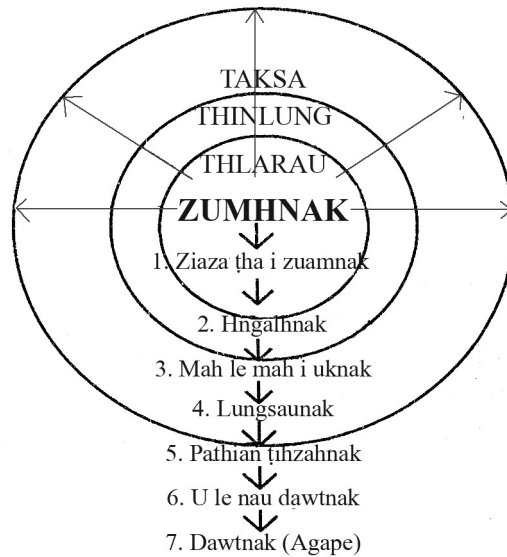 TAKSA
THINLUNG
THLARAU
ZUMHNAK
1. Ziaza ṭha i zuamnak
2. Hngalhnak
3. Mah le mah i uknak
4. Lungsaunak
5. Pathian ṭihzahnak
6. U le nau dawtnak
7. Dawtnak (Agape)